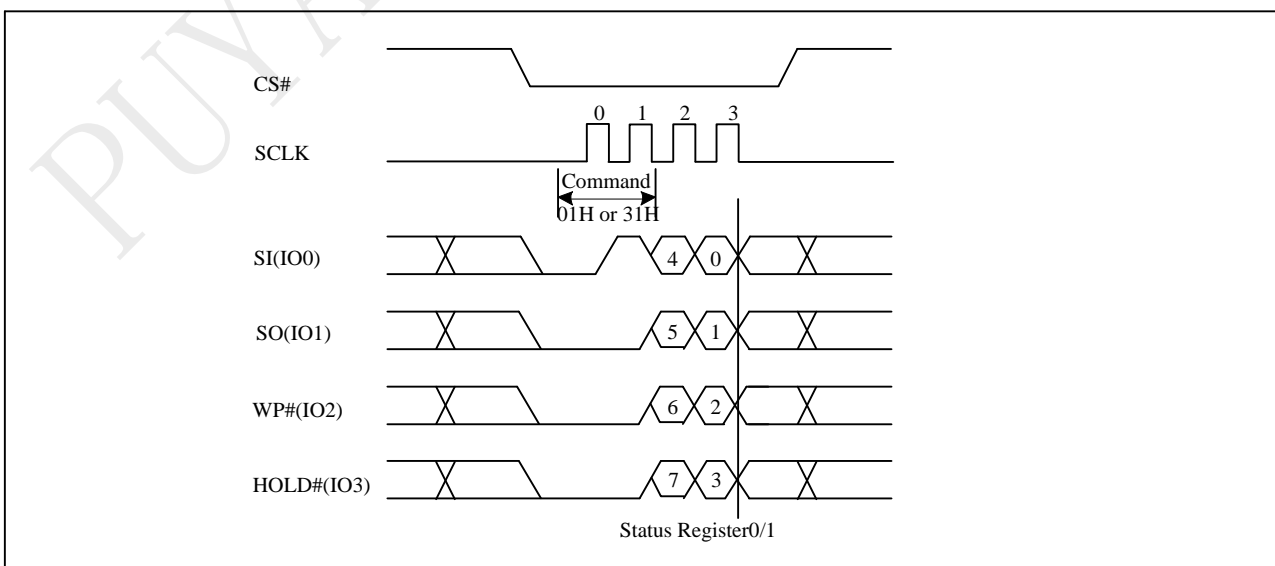 PUYA
CS#
0 1 2 3
SCLK
Command
01H or 31H
SI(IO0) 4 0
SO(IO1) 5 1
WP#(IO2) 6 2
HOLD#(IO3) 7 3
Status Register0/1